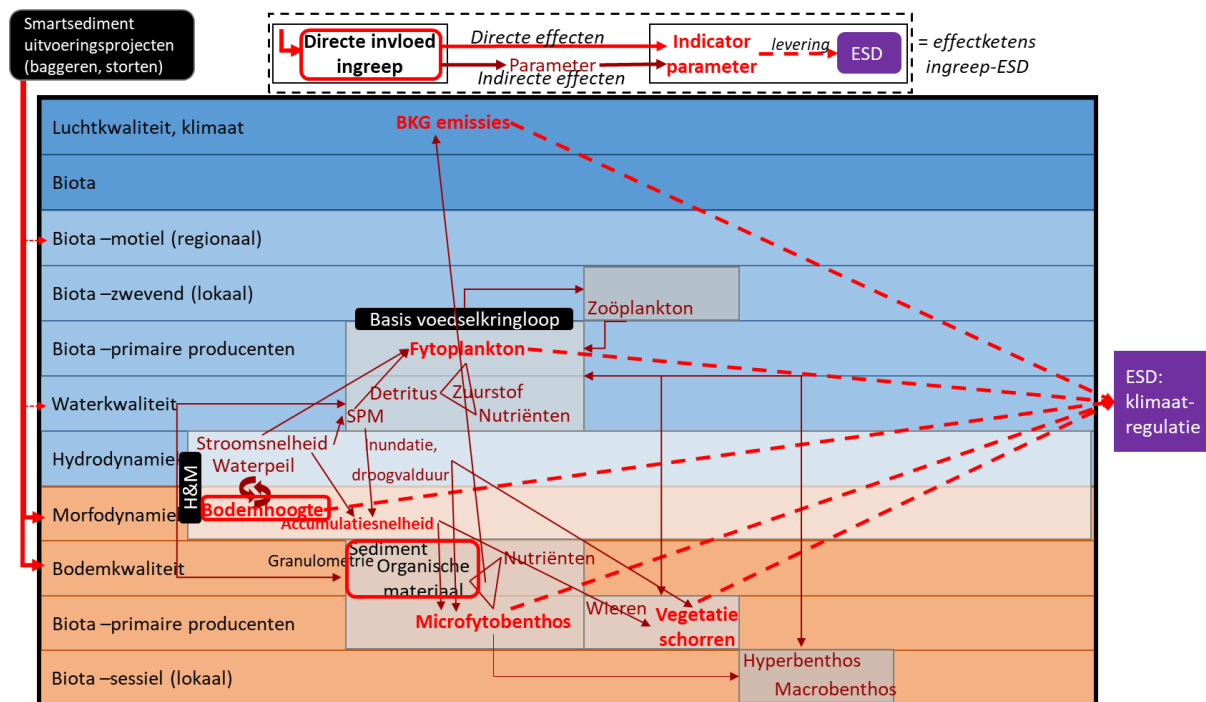 Smartsediment
uitvoeringsprojecten
(baggeren, storten)
Directe invloed
ingreep
Directe effecten
Parameter
Indirecte effecten
Indicator
parameter
levering
ESD
= effectketens
ingreep-ESD
Luchtkwaliteit, klimaat
BKG emissies
Biota
Biota –motiel (regionaal)
Biota –zwevend (lokaal)
Zoöplankton
Basis voedselkringloop
Biota –primaire producenten
Fytoplankton
Detritus
Zuurstof
Waterkwaliteit
SPM
Nutriënten
Stroomsnelheid
Waterpeil
Inundatie,
droogvalduur
Hydrodynamiek
H&M
Morfodynamiek
Bodemhoogte
Accumulatiesnelheid
Bodemkwaliteit
Granulometrie
Sediment
Organische
materiaal
Nutriënten
Biota –primaire producenten
Microfytobenthos
Wieren
Vegetatie
schorren
Biota –sessiel (lokaal)
Hyperbenthos
Macrobenthos
ESD:
klimaat-
regulatie